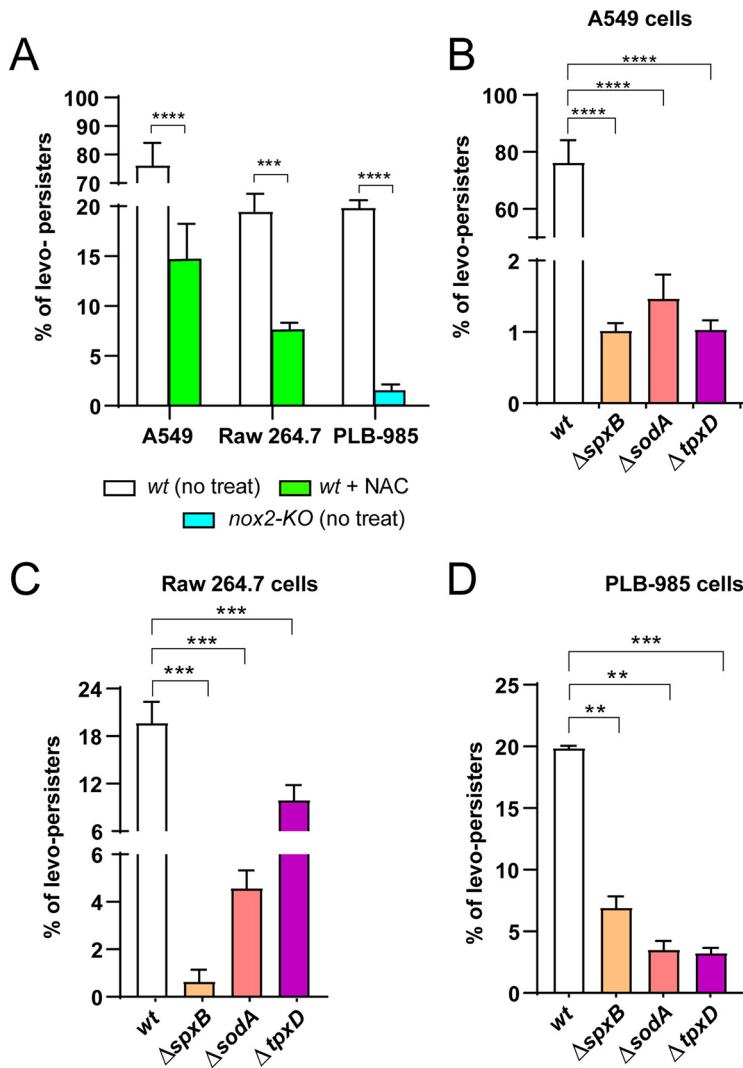 A549 cells
A
B
% of levo- persisters
100
90
80
70
20
15
10
5
0
****
***
****
A549
Raw 264.7
PLB-985
wt (no treat)
wt + NAC
nox2-KO (no treat)
% of levo-persisters
100
80
60
2
1
0
****
****
****
wt
ΔspxB
ΔsodA
ΔtpxD
C
Raw 264.7 cells
% of levo-persisters
24
18
12
6
6
4
2
0
***
***
***
wt
ΔspxB
ΔsodA
ΔtpxD
D
PLB-985 cells
% of levo-persisters
25
20
15
10
5
0
***
**
**
wt
ΔspxB
ΔsodA
ΔtpxD